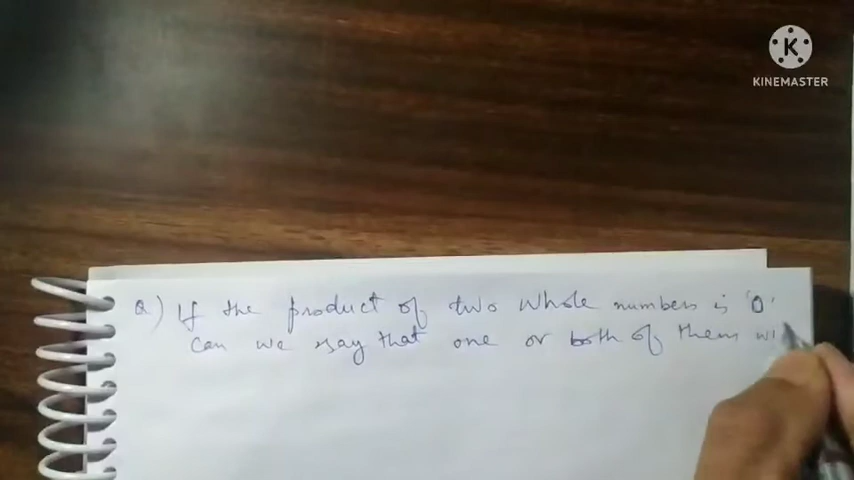 K
KINEMASTER
Q) If the product of two whole numbers is '0'
can we say that one or both of them wi